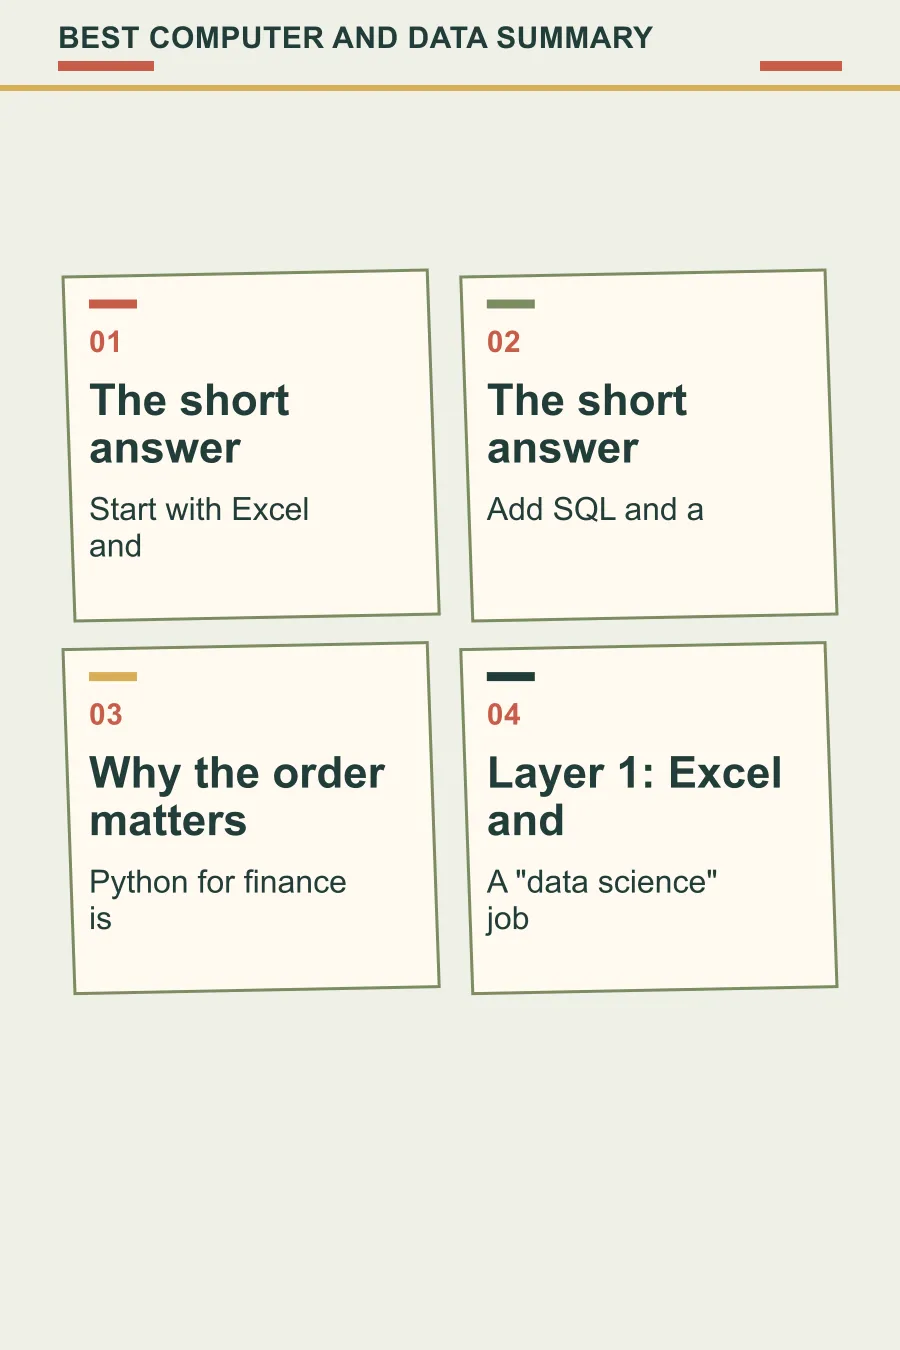 BEST COMPUTER AND DATA SUMMARY
01
The short
answer
Start with Excel
and
02
The short
answer
Add SQL and a
03
Why the order
matters
Python for finance
is
04
Layer 1: Excel
and
A "data science"
job